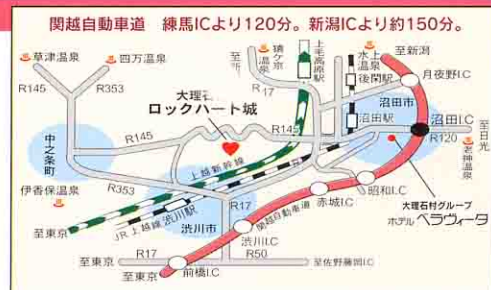 関越自動車道 練馬ICより120分。新潟ICより約150分。
草津温泉
四万温泉
R145
R353
中之条町
伊香保温泉
至東京
R145
R353
大理石
ロックハート城
猿ケ京温泉
R17
上毛高原駅
水上温泉
後閑駅
至新潟
月夜野I.C
沼田市
沼田駅
沼田I.C
R145
R120
至日光
老神温泉
上越新幹線
JR上越線
渋川駅
渋川市
R17
昭和I.C
赤城I.C
関越自動車道
大理石村グループ
ホテル ベラヴィータ
渋川I.C
至東京
R17
R50
至佐野藤岡I.C
前橋I.C
至東京